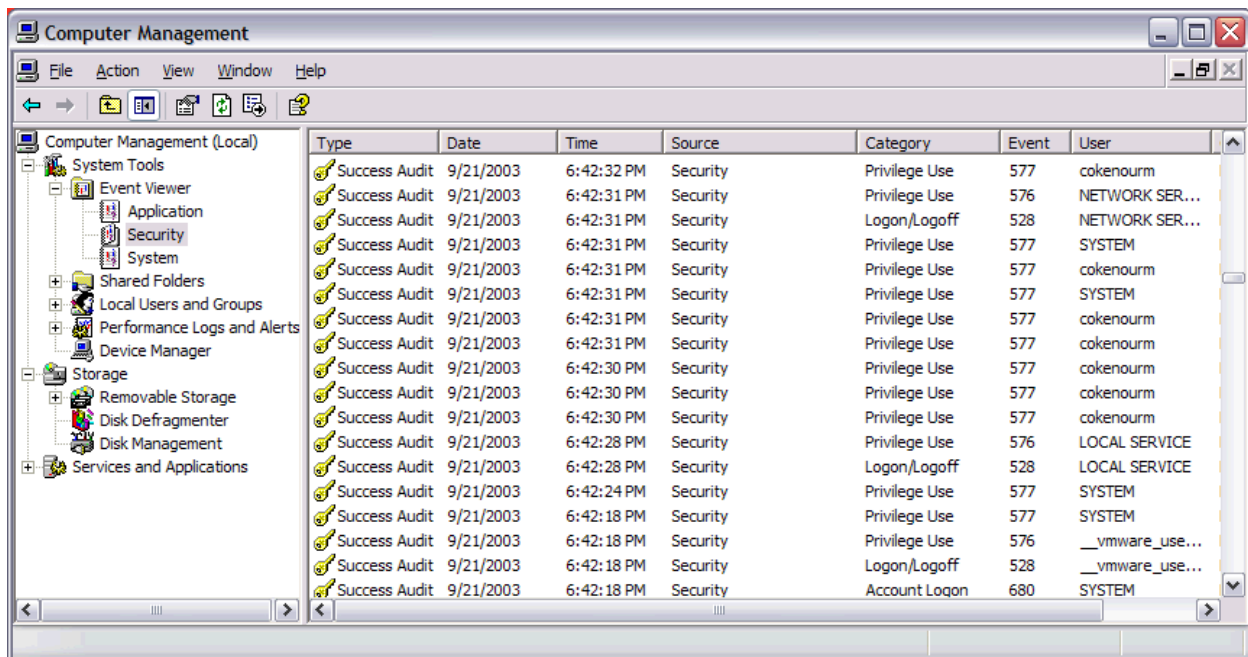 Computer Management
File Action View Window Help
Computer Management (Local)
System Tools
Event Viewer
Application
Security
System
Shared Folders
Local Users and Groups
Performance Logs and Alerts
Device Manager
Storage
Removable Storage
Disk Defragmenter
Disk Management
Services and Applications
Type Date Time Source Category Event User
Success Audit 9/21/2003 6:42:32 PM Security Privilege Use 577 cokenourm
Success Audit 9/21/2003 6:42:31 PM Security Privilege Use 576 NETWORK SER...
Success Audit 9/21/2003 6:42:31 PM Security Logon/Logoff 528 NETWORK SER...
Success Audit 9/21/2003 6:42:31 PM Security Privilege Use 577 SYSTEM
Success Audit 9/21/2003 6:42:31 PM Security Privilege Use 577 cokenourm
Success Audit 9/21/2003 6:42:31 PM Security Privilege Use 577 SYSTEM
Success Audit 9/21/2003 6:42:31 PM Security Privilege Use 577 cokenourm
Success Audit 9/21/2003 6:42:31 PM Security Privilege Use 577 cokenourm
Success Audit 9/21/2003 6:42:30 PM Security Privilege Use 577 cokenourm
Success Audit 9/21/2003 6:42:30 PM Security Privilege Use 577 cokenourm
Success Audit 9/21/2003 6:42:30 PM Security Privilege Use 577 cokenourm
Success Audit 9/21/2003 6:42:28 PM Security Privilege Use 576 LOCAL SERVICE
Success Audit 9/21/2003 6:42:28 PM Security Logon/Logoff 528 LOCAL SERVICE
Success Audit 9/21/2003 6:42:24 PM Security Privilege Use 577 SYSTEM
Success Audit 9/21/2003 6:42:18 PM Security Privilege Use 577 SYSTEM
Success Audit 9/21/2003 6:42:18 PM Security Privilege Use 576 __vmware_use...
Success Audit 9/21/2003 6:42:18 PM Security Logon/Logoff 528 __vmware_use...
Success Audit 9/21/2003 6:42:18 PM Security Account Logon 680 SYSTEM